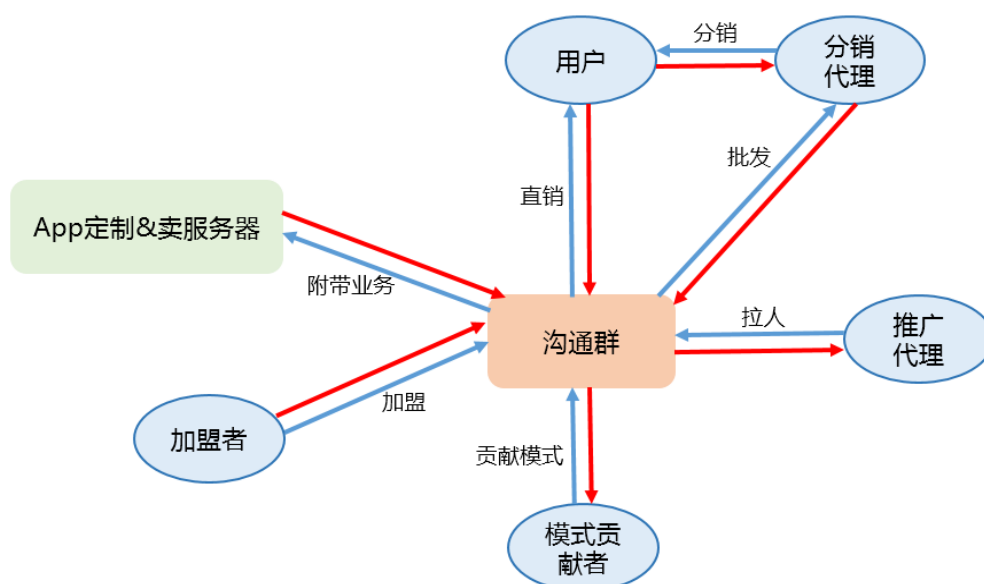 分销
用户
分销
代理
批发
直销
App定制&卖服务器
附带业务
拉人
推广
代理
沟通群
加盟
加盟者
贡献模式
模式贡
献者